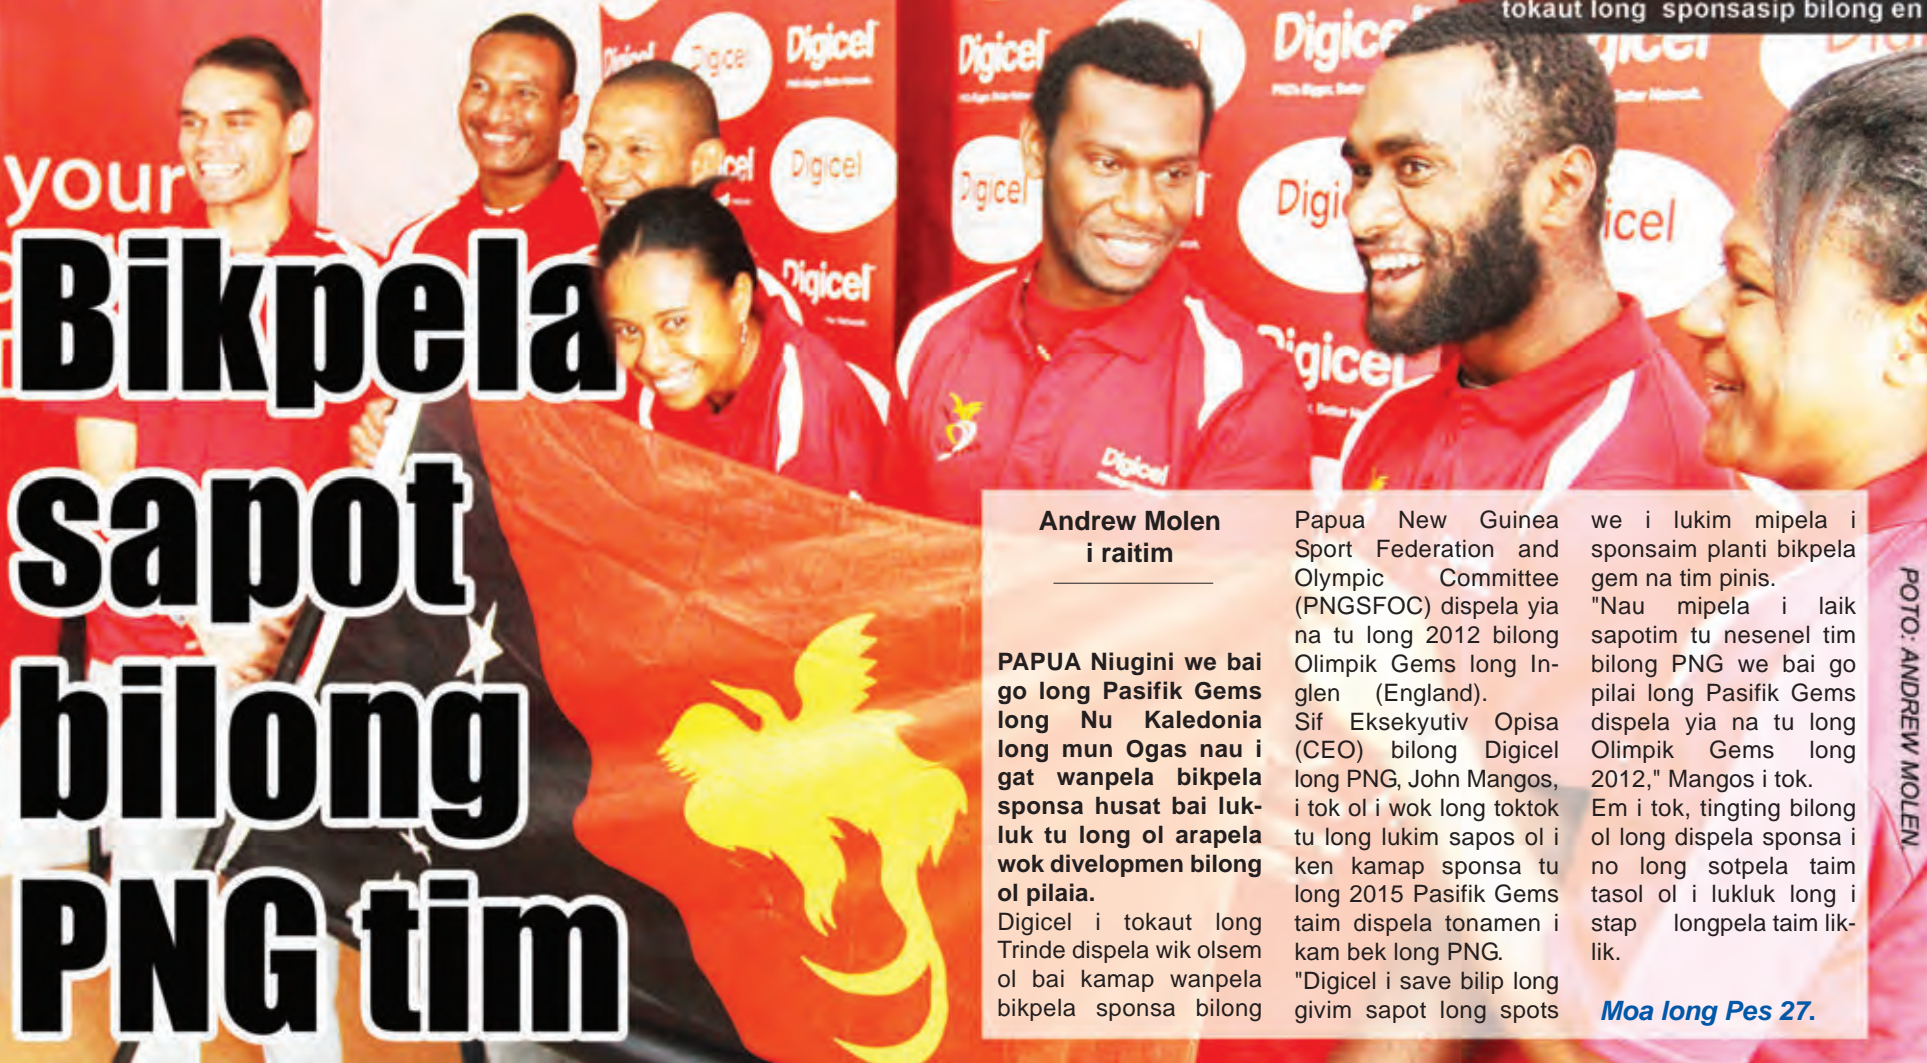 tokaut long sponsasip bilong en
your
Digicel
Digicel
Digicel
Digicel
Digicel
Digicel
Digicel
Digicel
Bikpela
sapot
bilong
PNG tim
Andrew Molen
i raitim
PAPUA Niugini we bai
go long Pasifik Gems
long Nu Kaledonia
long mun Ogas nau i
gat wanpela bikpela
sponsa husat bai luk-
luk tu long ol arapela
wok divelopmen bilong
ol pilaia.
Digicel i tokaut long
Trinde dispela wik olsem
ol bai kamap wanpela
bikpela sponsa bilong
Papua New Guinea
Sport Federation and
Olympic Committee
(PNGSFOC) dispela yia
na tu long 2012 bilong
Olimpik Gems long In-
glen (England).
Sif Eksekyutiv Opisa
(CEO) bilong Digicel
long PNG, John Mangos,
i tok ol i wok long toktok
tu long lukim sapos ol i
ken kamap sponsa tu
long 2015 Pasifik Gems
taim dispela tonamen i
kam bek long PNG.
"Digicel i save bilip long
givim sapot long spots
we i lukim mipela i
sponsaim planti bikpela
gem na tim pinis.
"Nau mipela i laik
sapotim tu nesenel tim
bilong PNG we bai go
pilai long Pasifik Gems
dispela yia na tu long
Olimpik Gems long
2012," Mangos i tok.
Em i tok, tingting bilong
ol long dispela sponsa i
no long sotpela taim
tasol ol i lukluk long i
stap longpela taim lik-
lik.
Moa long Pes 27.
POTO: ANDREW MOLEN.